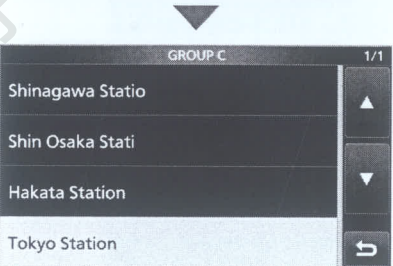 GROUP C 1/1
Shinagawa Statio
Shin Osaka Stati
Hakata Station
Tokyo Station